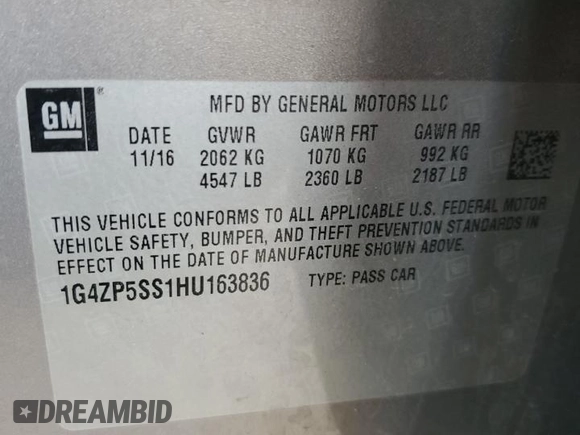 GM
®
MFD BY GENERAL MOTORS LLC
DATE GVWR GAWR FRT GAWR RR
11/16 2062 KG 1070 KG 992 KG
4547 LB 2360 LB 2187 LB
THIS VEHICLE CONFORMS TO ALL APPLICABLE U.S. FEDERAL MOTOR
VEHICLE SAFETY, BUMPER, AND THEFT PREVENTION STANDARDS IN
EFFECT ON THE DATE OF MANUFACTURE SHOWN ABOVE.
1G4ZP5SS1HU163836 TYPE: PASS CAR
DREAMBID